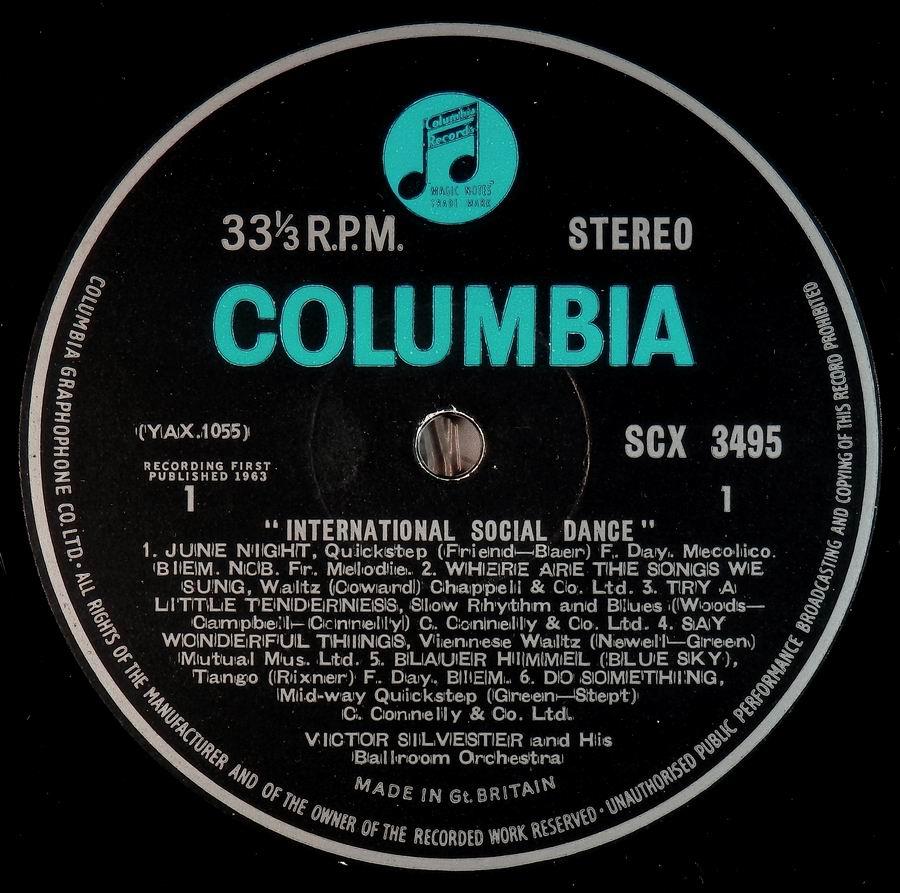 Columbia
Records
MAGIC NOTES
TRADE MARK
33⅓ R.P.M. STEREO
COLUMBIA
(YAX.1055) SCX 3495
RECORDING FIRST
PUBLISHED 1963
1 1
"INTERNATIONAL SOCIAL DANCE"
1. JUNE NIGHT, Quickstep (Friend—Baer) F. Day. Mecolico.
BIEM. NCB. Fr. Melodie. 2. WHERE ARE THE SONGS WE
SUNG, Waltz (Coward) Chappell & Co. Ltd. 3. TRY A
LITTLE TENDERNESS, Slow Rhythm and Blues (Woods—
Campbell—Connelly) C. Connelly & Co. Ltd. 4. SAY
WONDERFUL THINGS, Viennese Waltz (Newell—Green)
Mutual Mus. Ltd. 5. BLAUER HIMMEL (BLUE SKY),
Tango (Rixner) F. Day. BIEM. 6. DO SOMETHING,
Mid-way Quickstep (Green—Stept)
C. Connelly & Co. Ltd.
VICTOR SILVESTER and His
Ballroom Orchestra
MADE IN Gt. BRITAIN
COLUMBIA GRAPHOPHONE CO. LTD. · ALL RIGHTS OF THE MANUFACTURER AND OF THE OWNER OF THE RECORDED WORK RESERVED · UNAUTHORISED PUBLIC PERFORMANCE BROADCASTING AND COPYING OF THIS RECORD PROHIBITED